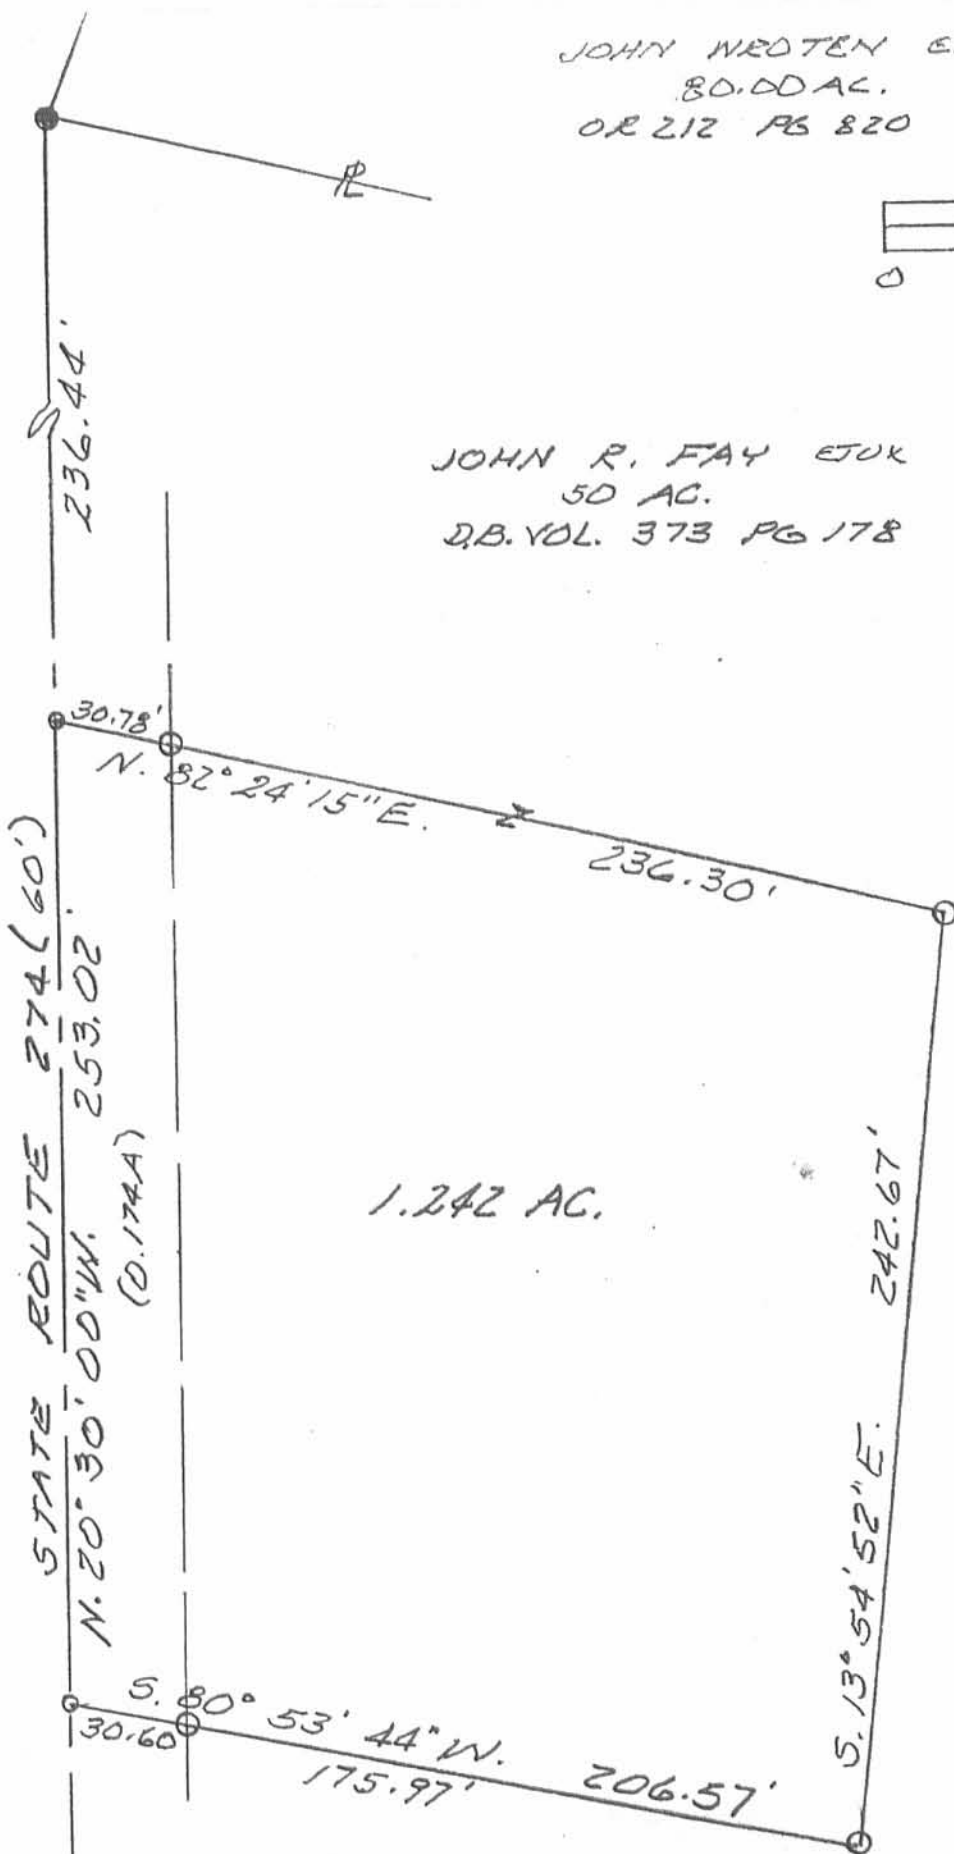 JOHN WROTEN
80.00 AC.
OR 212 PG 820
0
PL
236.44'
JOHN R. FAY ETUX
50 AC.
D.B. VOL. 373 PG 178
30.78'
N. 82° 24' 15" E.
236.30'
STATE ROUTE 274 (60')
N. 20° 30' 00" W. 253.02'
(0.174A)
1.242 AC.
242.67'
S. 13° 54' 52" E.
S. 80° 53' 44" W.
30.60
175.97'
206.57'